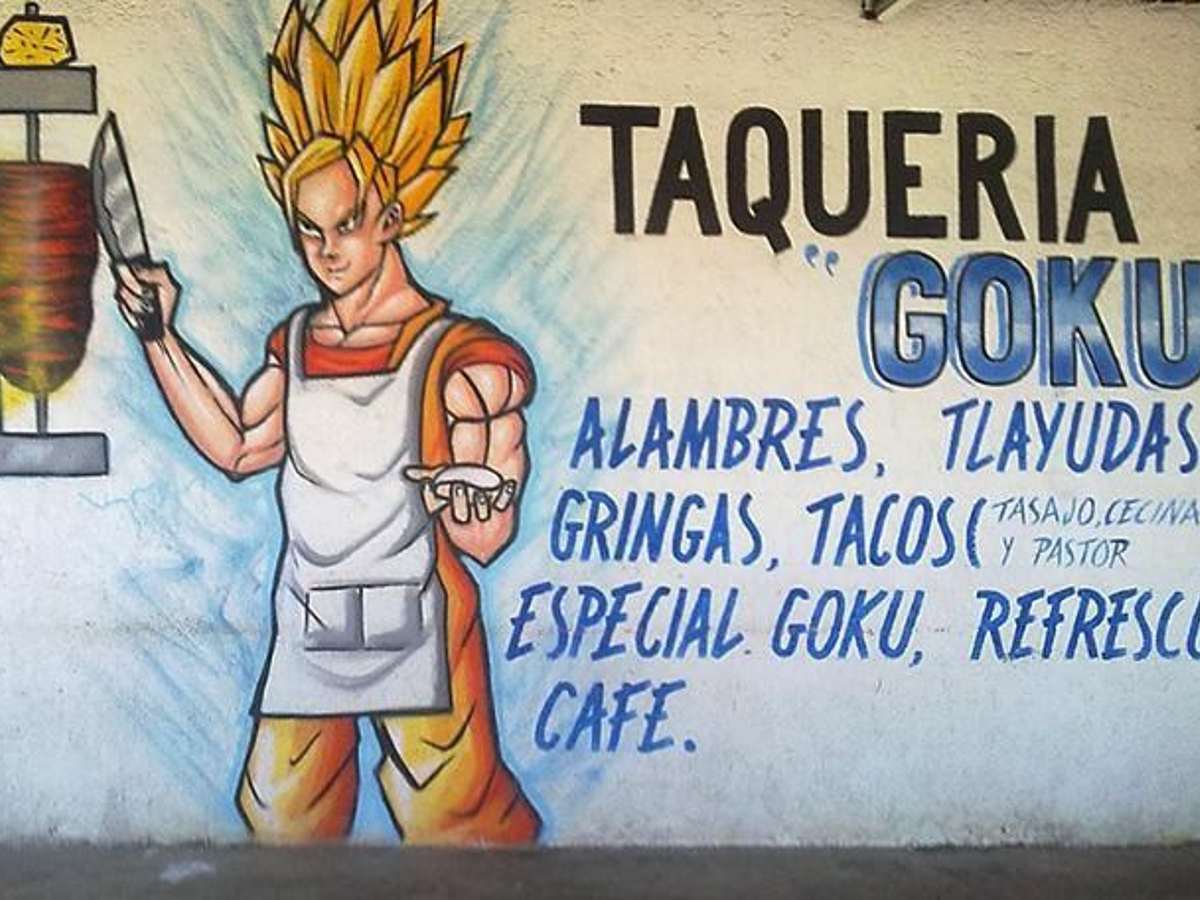 TAQUERIA
"GOKU
ALAMBRES, TLAYUDAS
GRINGAS, TACOS( TASAJO, CECINA
Y PASTOR
ESPECIAL GOKU, REFRESCO
CAFE.